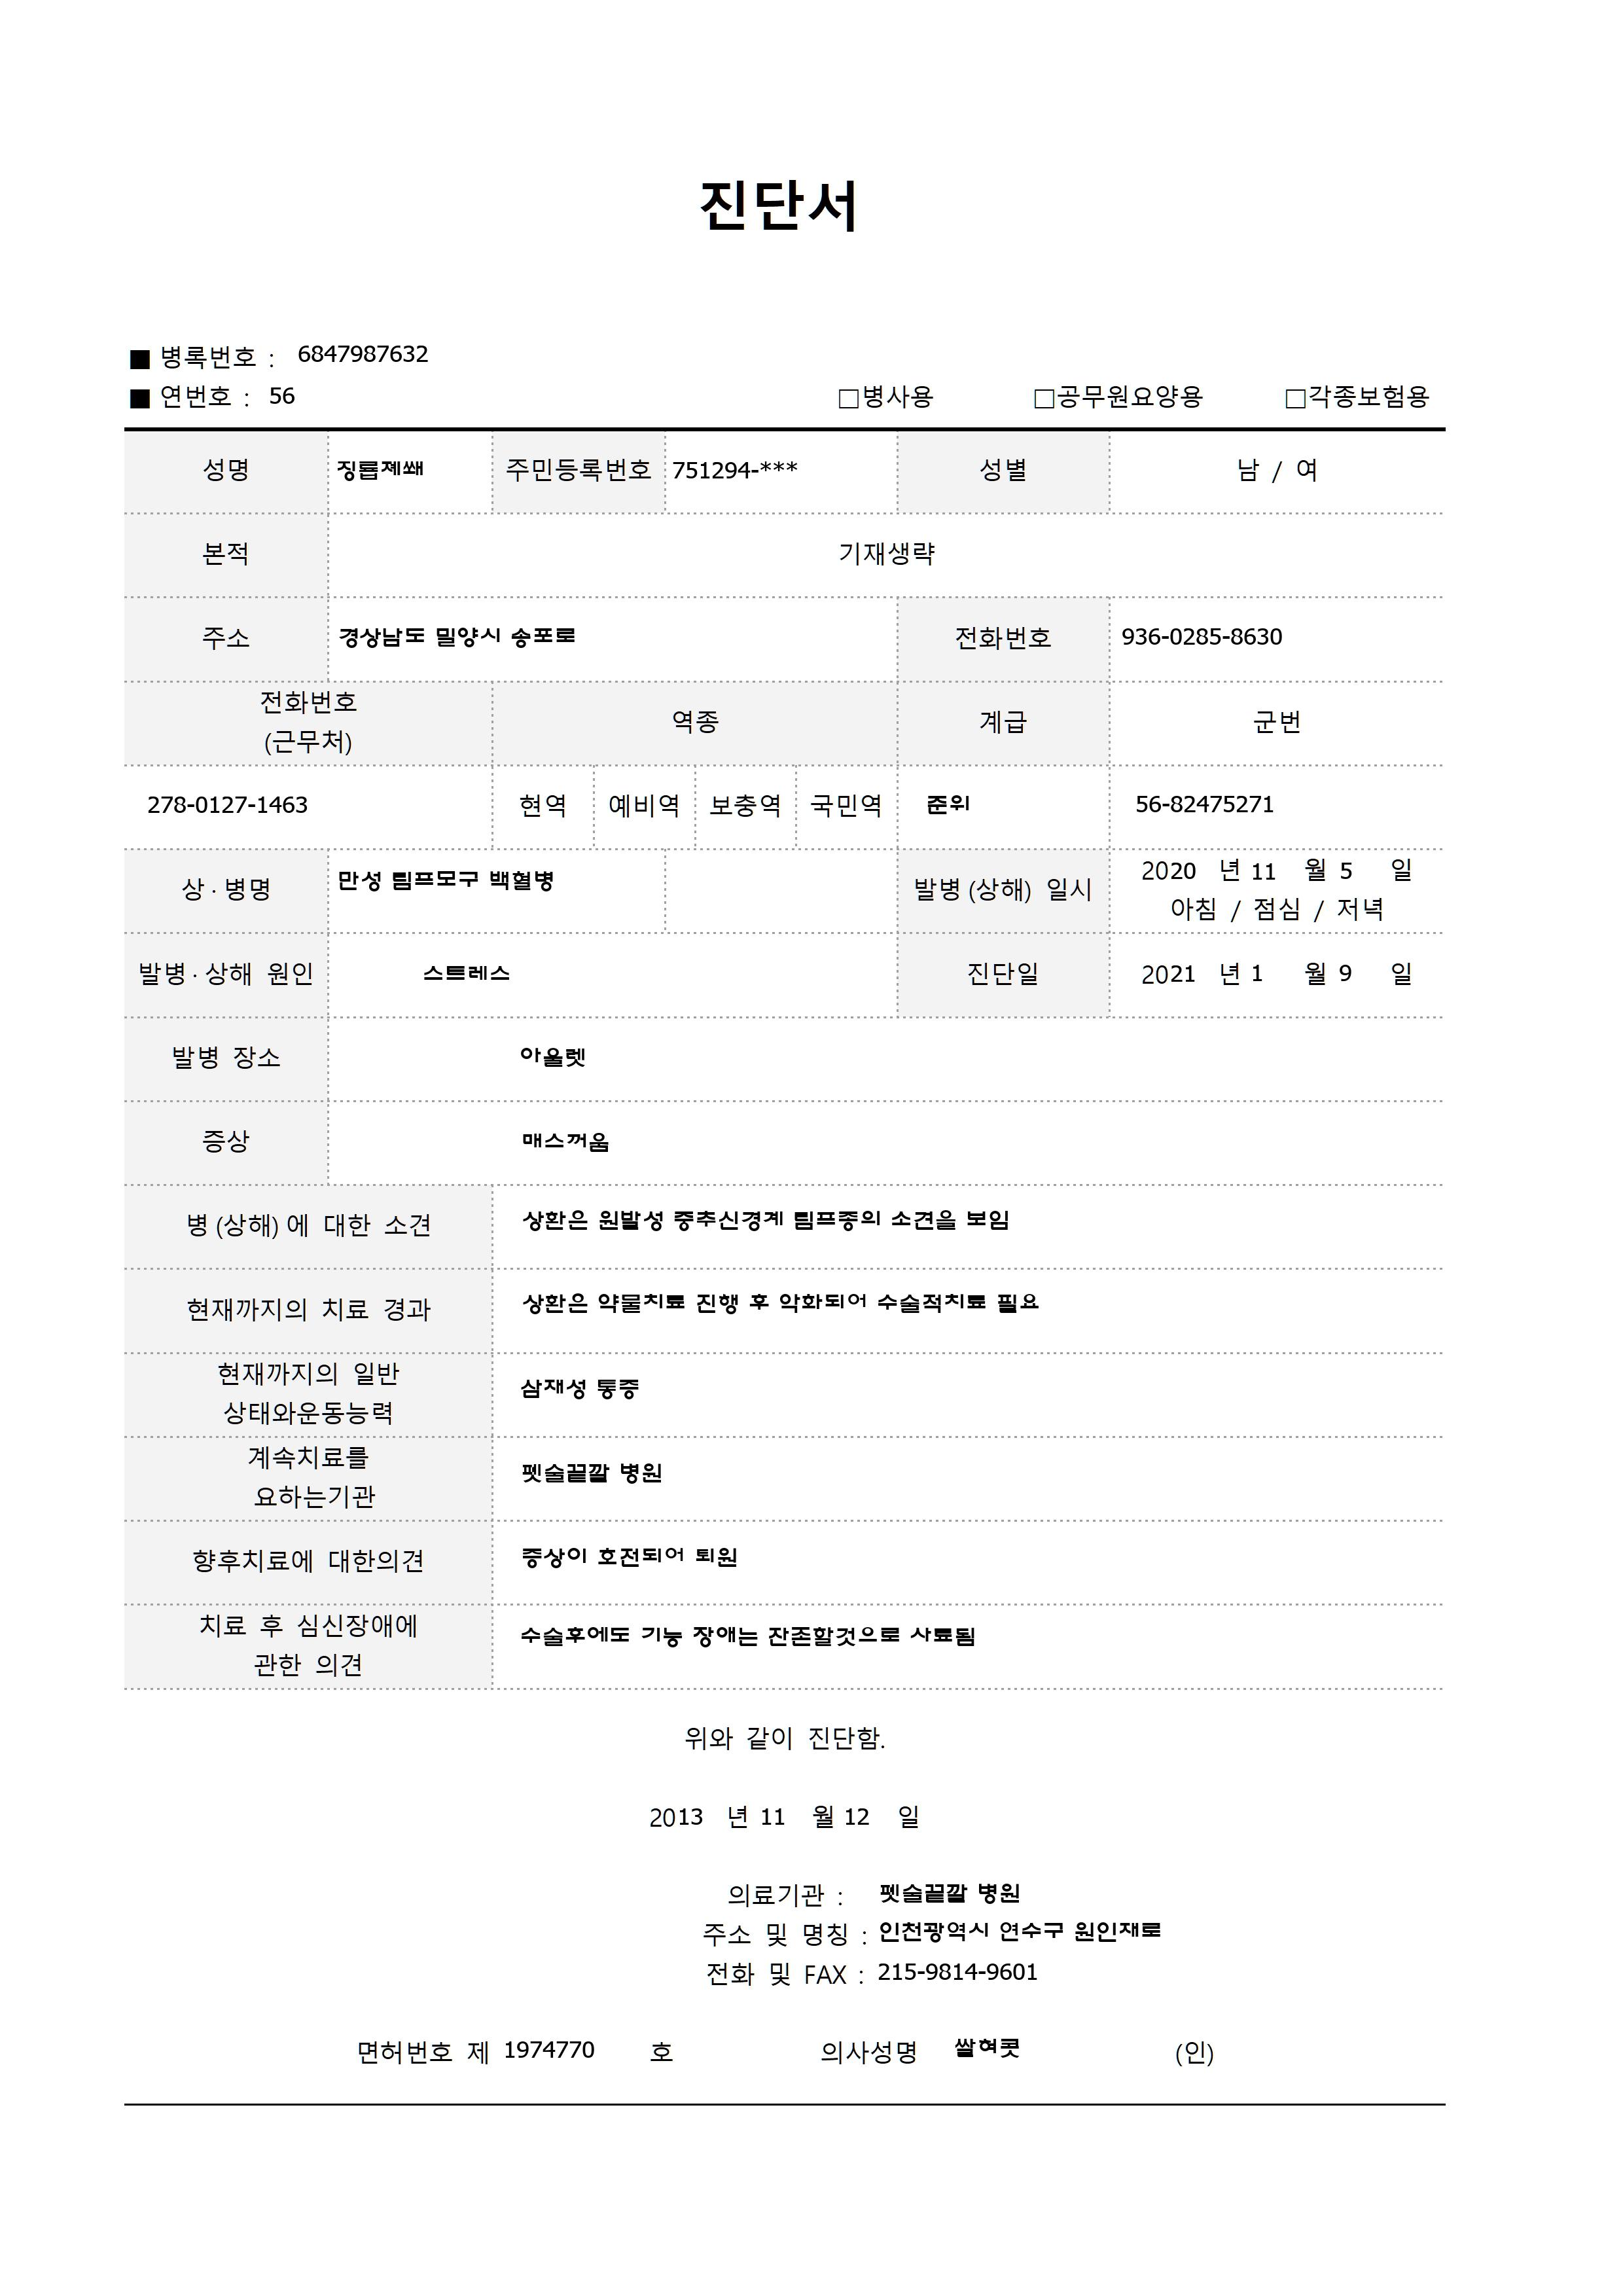 진단서
■ 병록번호 : 6847987632
■ 연번호 : 56 □병사용 □공무원요양용 □각종보험용
성명 징륩졔쐐 주민등록번호 751294-*** 성별 남 / 여
본적 기재생략
주소 경상남도 밀양시 송포로 전화번호 936-0285-8630
전화번호
(근무처) 역종 계급 군번
278-0127-1463 현역 예비역 보충역 국민역 준위 56-82475271
상·병명 만성 림프모구 백혈병 발병(상해) 일시 2020 년 11 월 5 일
아침 / 점심 / 저녁
발병·상해 원인 스트레스 진단일 2021 년 1 월 9 일
발병 장소 아울렛
증상 매스꺼움
병(상해)에 대한 소견 상환은 원발성 중추신경계 림프종의 소견을 보임
현재까지의 치료 경과 상환은 약물치료 진행 후 악화되어 수술적치료 필요
현재까지의 일반
상태와운동능력 삼재성 통증
계속치료를
요하는기관 펫술끝깔 병원
향후치료에 대한의견 증상이 호전되어 퇴원
치료 후 심신장애에
관한 의견 수술후에도 기능 장애는 잔존할것으로 사료됨
위와 같이 진단함.
2013 년 11 월 12 일
의료기관 : 펫술끝깔 병원
주소 및 명칭 : 인천광역시 연수구 원인재로
전화 및 FAX : 215-9814-9601
면허번호 제 1974770 호 의사성명 쌀혀콧 (인)